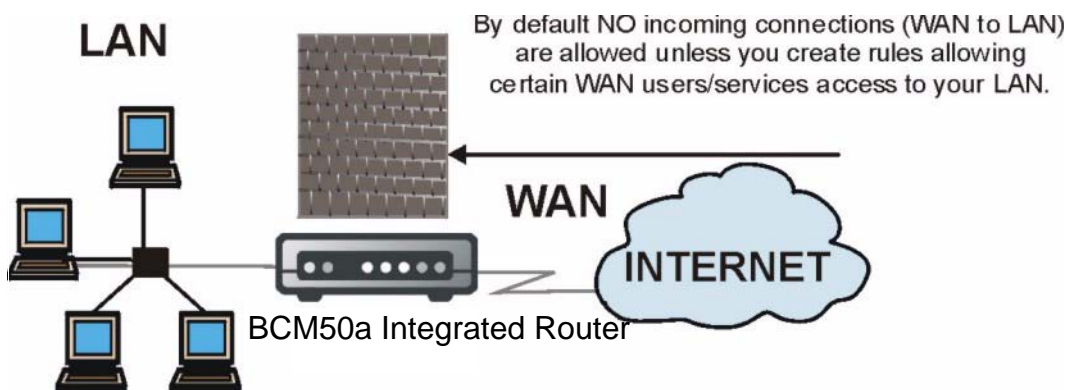 LAN
By default NO incoming connections (WAN to LAN)
are allowed unless you create rules allowing
certain WAN users/services access to your LAN.
WAN
INTERNET
BCM50a Integrated Router